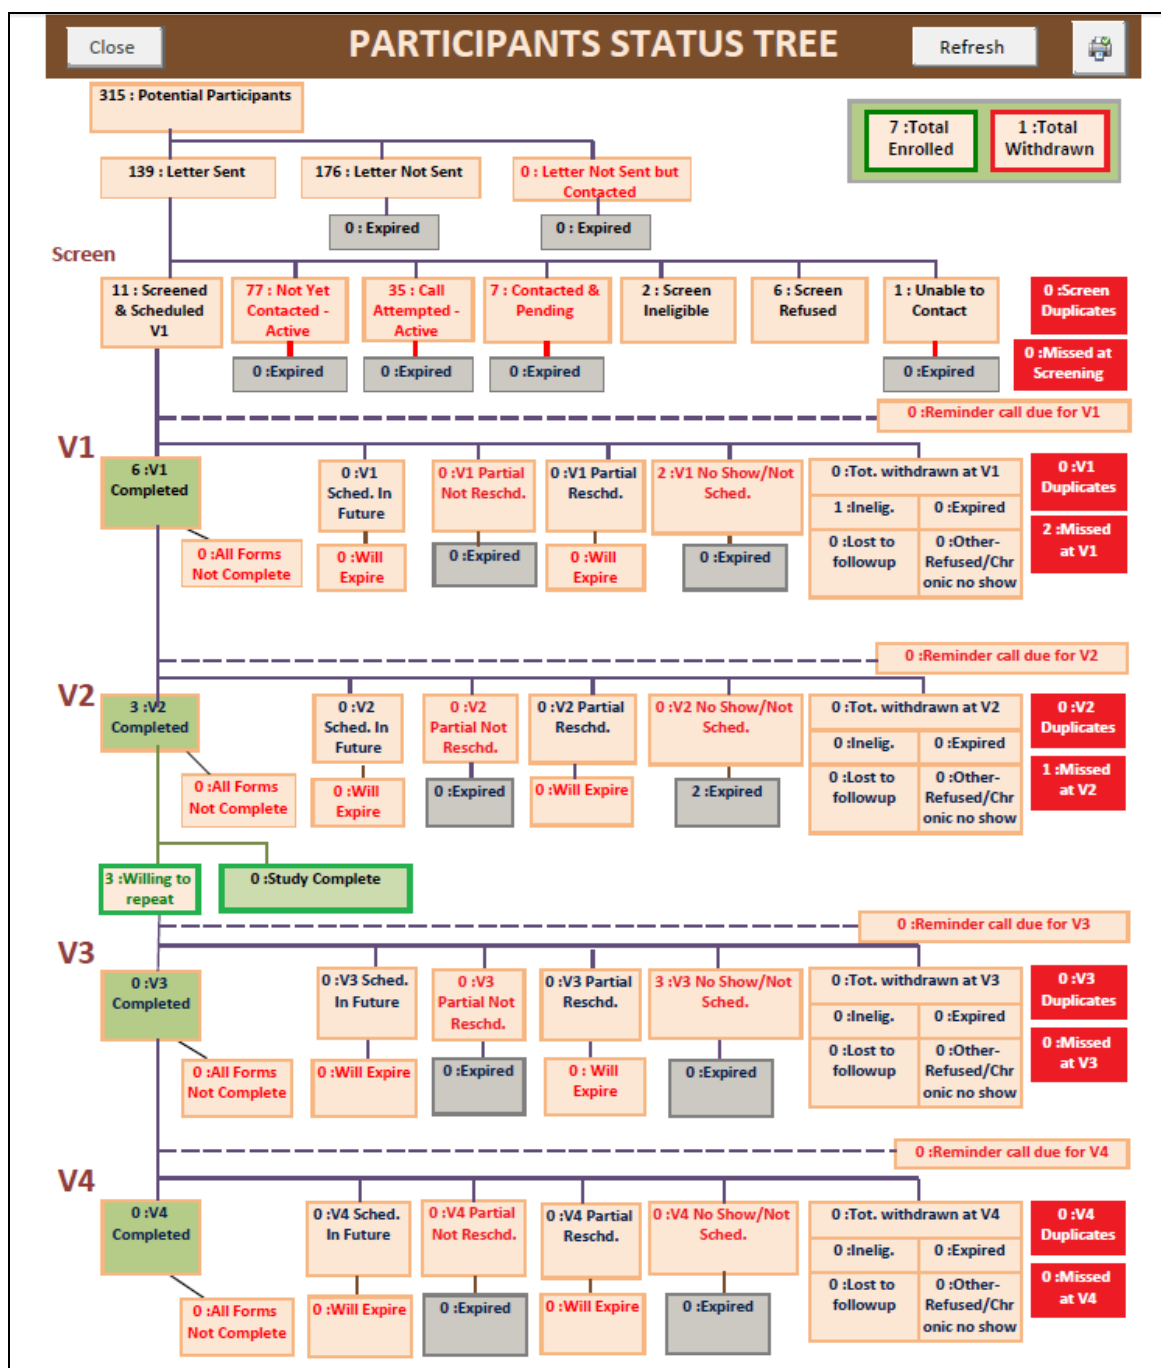 Close
PARTICIPANTS STATUS TREE
Refresh
315 : Potential Participants
7 :Total
Enrolled
1 :Total
Withdrawn
139 : Letter Sent
176 : Letter Not Sent
0 : Letter Not Sent but
Contacted
0 : Expired
0 : Expired
Screen
11 : Screened
& Scheduled
V1
77 : Not Yet
Contacted -
Active
35 : Call
Attempted -
Active
7 : Contacted &
Pending
2 : Screen
Ineligible
6 : Screen
Refused
1 : Unable to
Contact
0 :Screen
Duplicates
0 :Expired
0 :Expired
0 :Expired
0 :Expired
0 :Missed at
Screening
0 :Reminder call due for V1
V1
6 :V1
Completed
0 :V1
Sched. In
Future
0 :V1 Partial
Not Reschd.
0 :V1 Partial
Reschd.
2 :V1 No Show/Not
Sched.
0 :Tot. withdrawn at V1
1 :Inelig.
0 :Expired
0 :Lost to
followup
0 :Other-
Refused/Chr
onic no show
0 :V1
Duplicates
2 :Missed
at V1
0 :All Forms
Not Complete
0 :Will
Expire
0 :Expired
0 :Will
Expire
0 :Expired
0 :Reminder call due for V2
V2
3 :V2
Completed
0 :V2
Sched. In
Future
0 :V2
Partial Not
Reschd.
0 :V2 Partial
Reschd.
0 :V2 No Show/Not
Sched.
0 :Tot. withdrawn at V2
0 :Inelig.
0 :Expired
0 :Lost to
followup
0 :Other-
Refused/Chr
onic no show
0 :V2
Duplicates
1 :Missed
at V2
0 :All Forms
Not Complete
0 :Will
Expire
0 :Expired
0 :Will Expire
2 :Expired
3 :Willing to
repeat
0 :Study Complete
0 :Reminder call due for V3
V3
0 :V3
Completed
0 :V3 Sched.
In Future
0 :V3
Partial Not
Reschd.
0 :V3 Partial
Reschd.
3 :V3 No Show/Not
Sched.
0 :Tot. withdrawn at V3
0 :Inelig.
0 :Expired
0 :Lost to
followup
0 :Other-
Refused/Chr
onic no show
0 :V3
Duplicates
0 :Missed
at V3
0 :All Forms
Not Complete
0 :Will Expire
0 :Expired
0 : Will
Expire
0 :Expired
0 :Reminder call due for V4
V4
0 :V4
Completed
0 :V4 Sched.
In Future
0 :V4 Partial
Not Reschd.
0 :V4 Partial
Reschd.
0 :V4 No Show/Not
Sched.
0 :Tot. withdrawn at V4
0 :Inelig.
0 :Expired
0 :Lost to
followup
0 :Other-
Refused/Chr
onic no show
0 :V4
Duplicates
0 :Missed
at V4
0 :All Forms
Not Complete
0 :Will Expire
0 :Expired
0 :Will Expire
0 :Expired